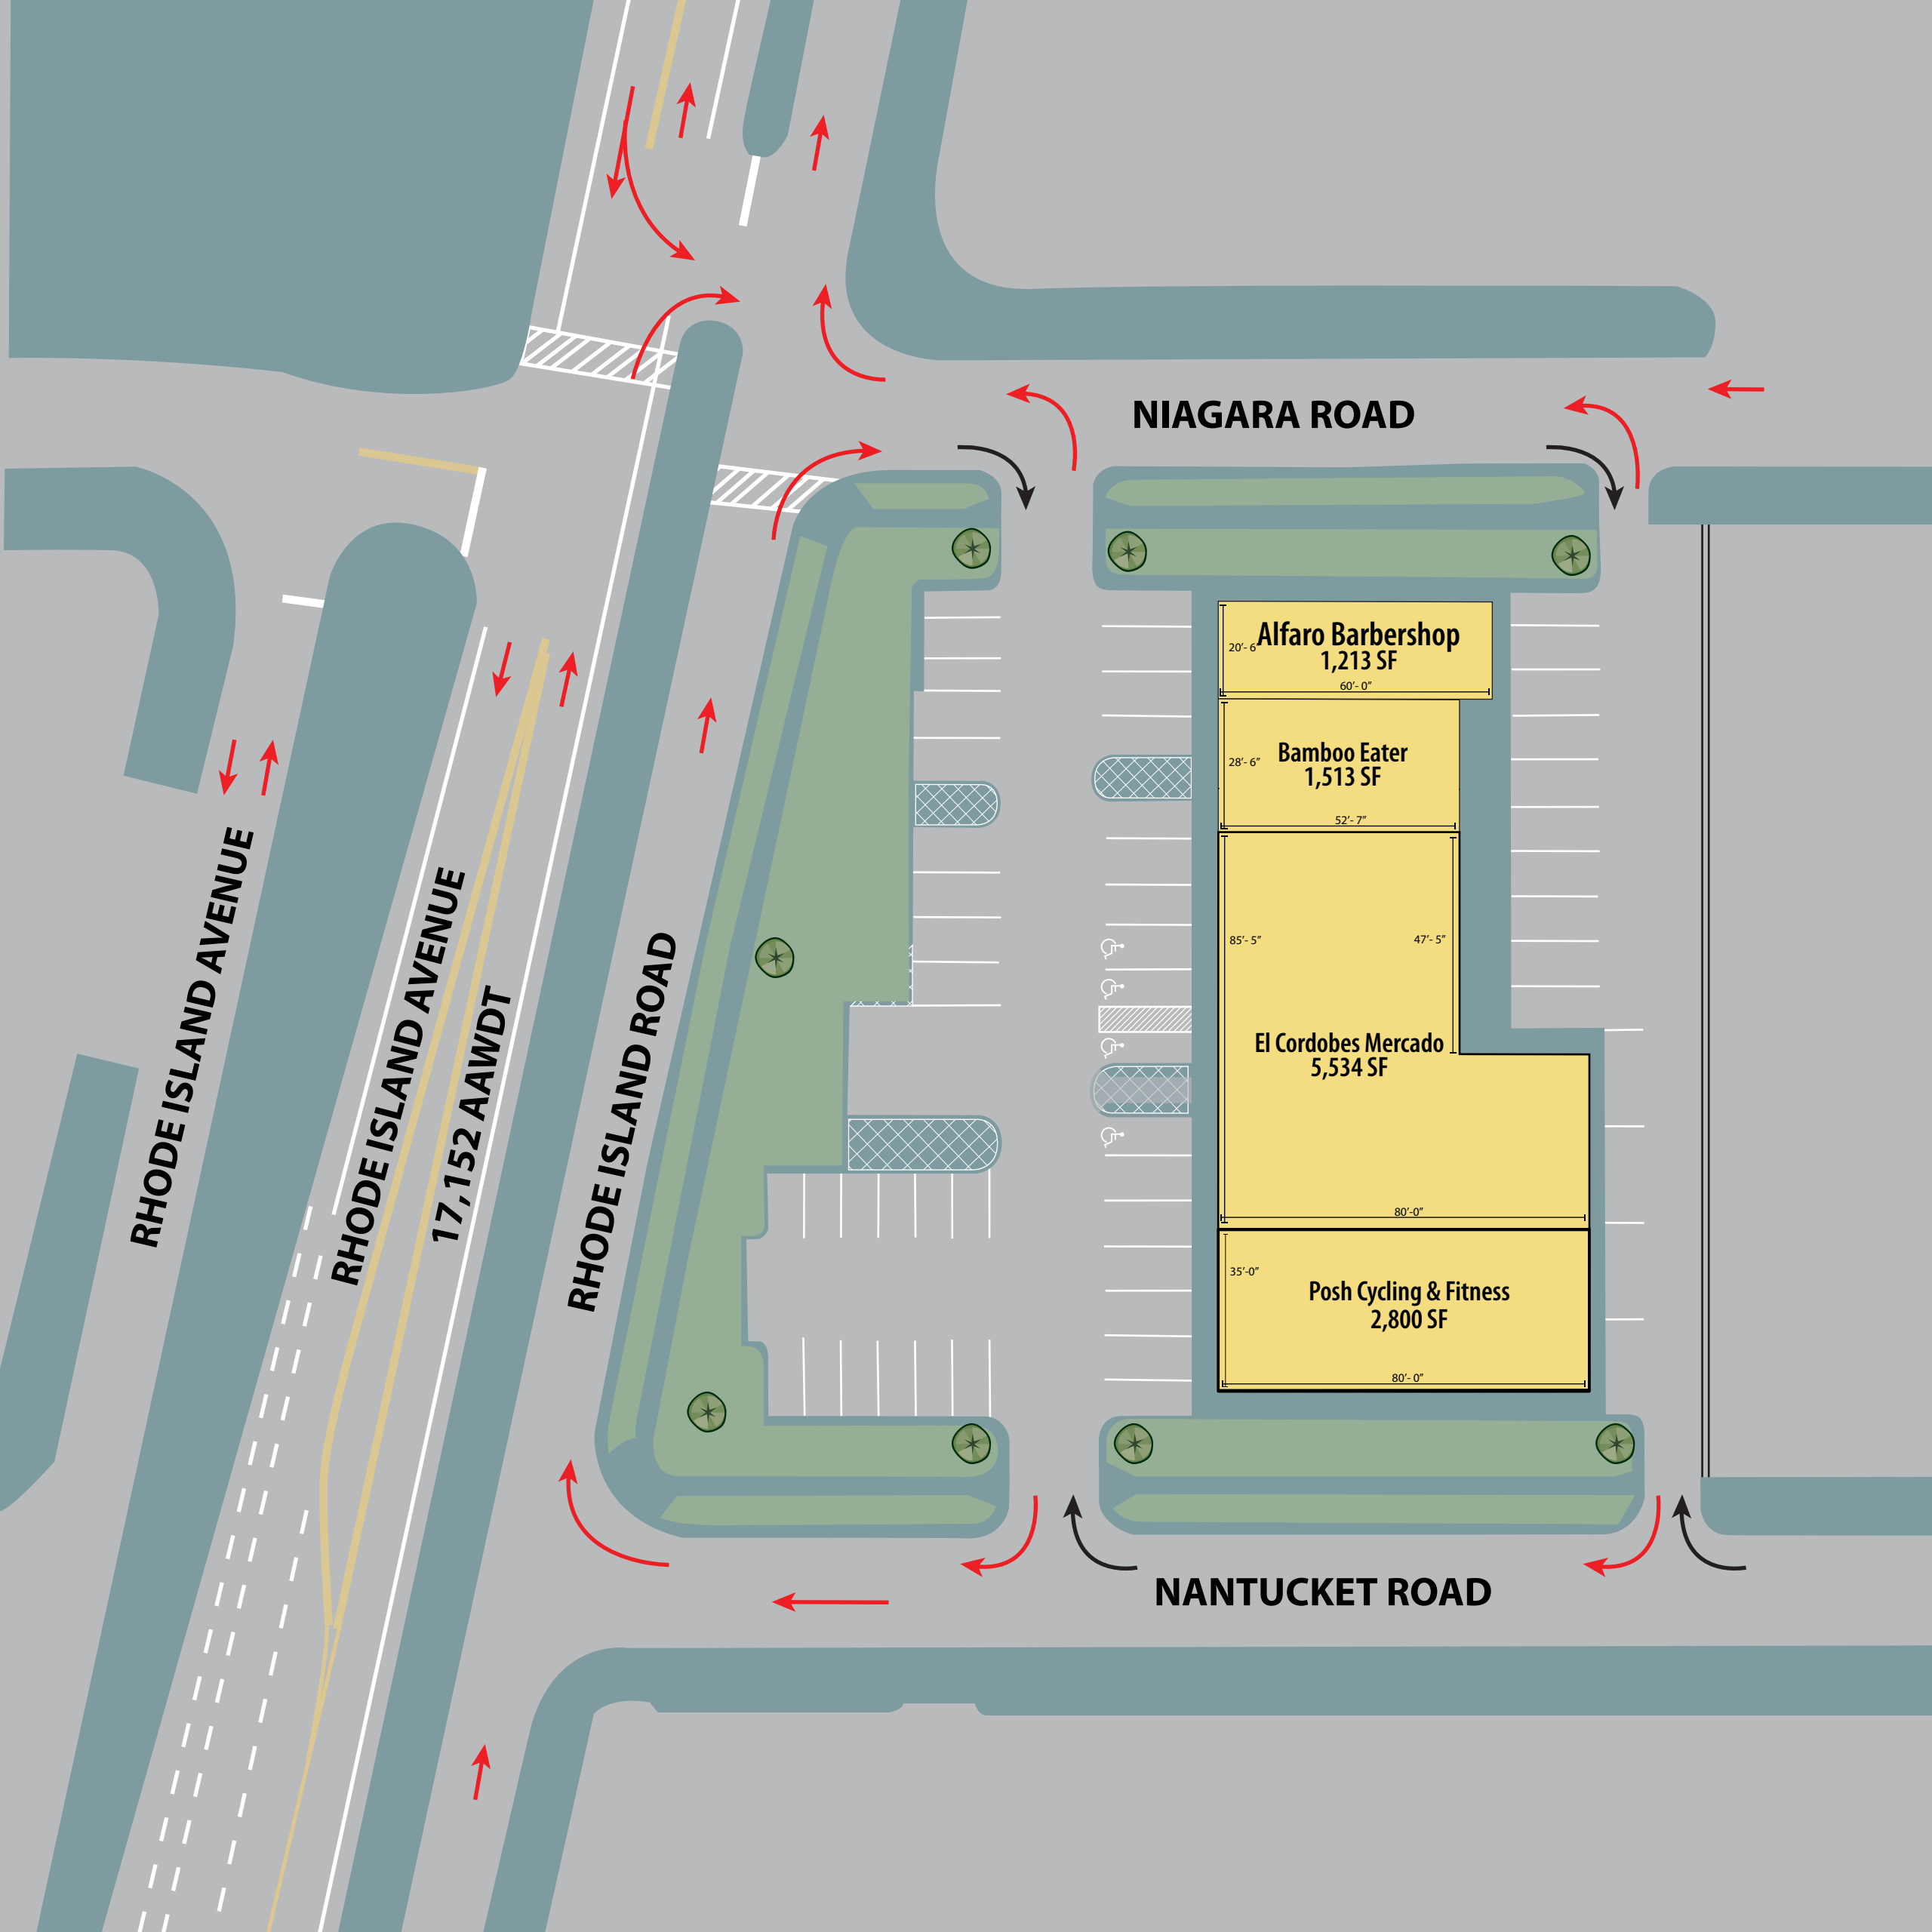 NIAGARA ROAD
Alfaro Barbershop
1,213 SF
20'- 6"
60'- 0"
Bamboo Eater
1,513 SF
28'- 6"
52'- 7"
85'- 5"
47'- 5"
El Cordobes Mercado
5,534 SF
80'-0"
35'-0"
Posh Cycling & Fitness
2,800 SF
80'- 0"
NANTUCKET ROAD
RHODE ISLAND AVENUE
RHODE ISLAND AVENUE
17,152 AWDT
RHODE ISLAND ROAD